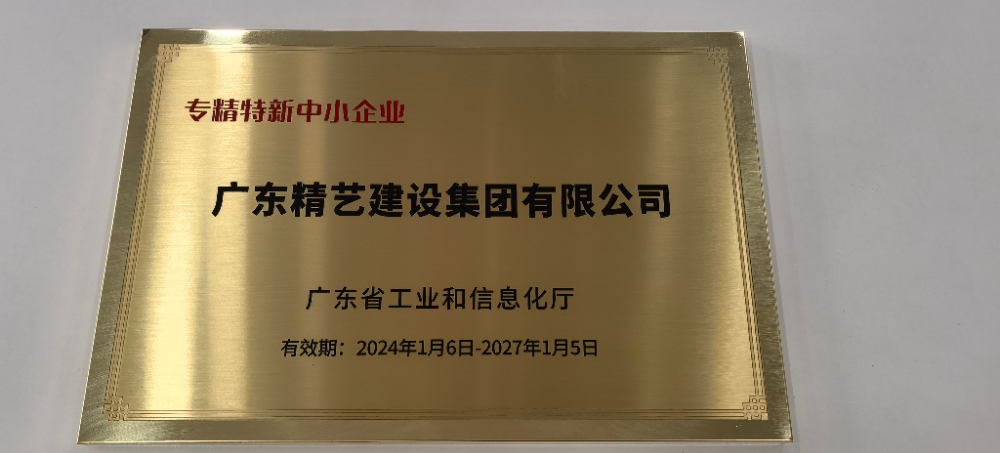 专精特新中小企业
广东精艺建设集团有限公司
广东省工业和信息化厅
有效期：2024年1月6日-2027年1月5日